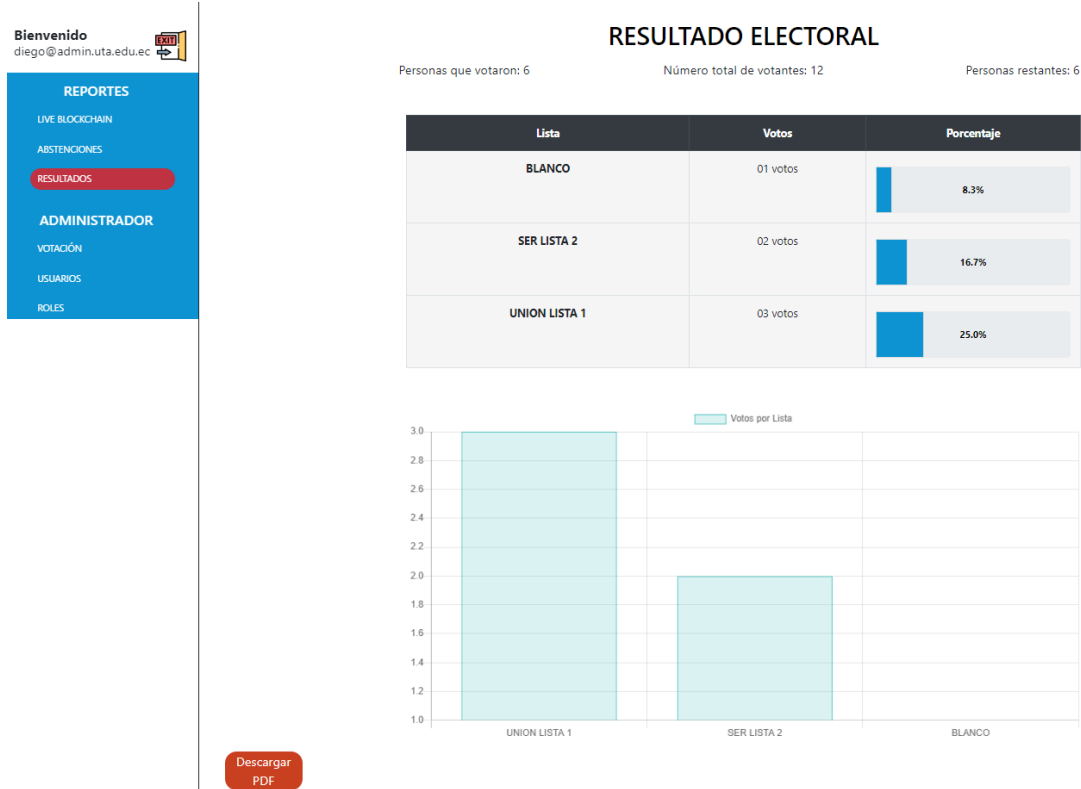 Bienvenido
diego@admin.uta.edu.ec
EXIT
REPORTES
LIVE BLOCKCHAIN
ABSTENCIONES
RESULTADOS
ADMINISTRADOR
VOTACIÓN
USUARIOS
ROLES
RESULTADO ELECTORAL
Personas que votaron: 6 Número total de votantes: 12 Personas restantes: 6
Lista Votos Porcentaje
BLANCO 01 votos 8.3%
SER LISTA 2 02 votos 16.7%
UNION LISTA 1 03 votos 25.0%
Votos por Lista
3.0
2.8
2.6
2.4
2.2
2.0
1.8
1.6
1.4
1.2
1.0
UNION LISTA 1 SER LISTA 2 BLANCO
Descargar
PDF